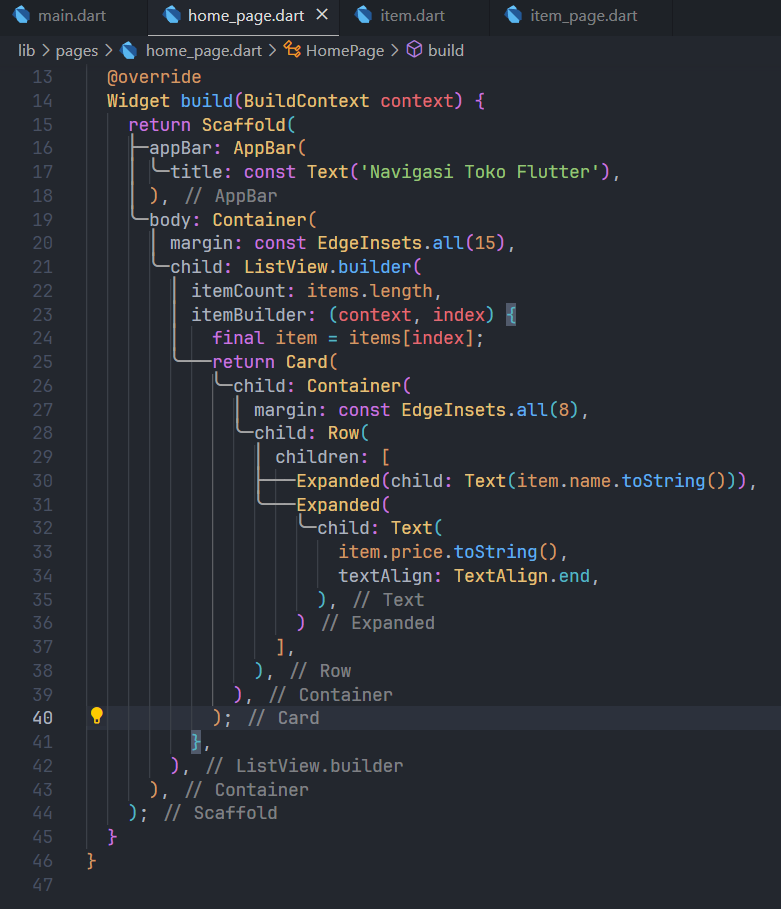 main.dart home_page.dart item.dart item_page.dart
lib > pages > home_page.dart > HomePage > build
13 @override
14 Widget build(BuildContext context) {
15 return Scaffold(
16 appBar: AppBar(
17 title: const Text('Navigasi Toko Flutter'),
18 ), // AppBar
19 body: Container(
20 margin: const EdgeInsets.all(15),
21 child: ListView.builder(
22 itemCount: items.length,
23 itemBuilder: (context, index) {
24 final item = items[index];
25 return Card(
26 child: Container(
27 margin: const EdgeInsets.all(8),
28 child: Row(
29 children: [
30 Expanded(child: Text(item.name.toString())),
31 Expanded(
32 child: Text(
33 item.price.toString(),
34 textAlign: TextAlign.end,
35 ), // Text
36 ) // Expanded
37 ],
38 ), // Row
39 ), // Container
40 ); // Card
41 },
42 ), // ListView.builder
43 ), // Container
44 ); // Scaffold
45 }
46 }
47